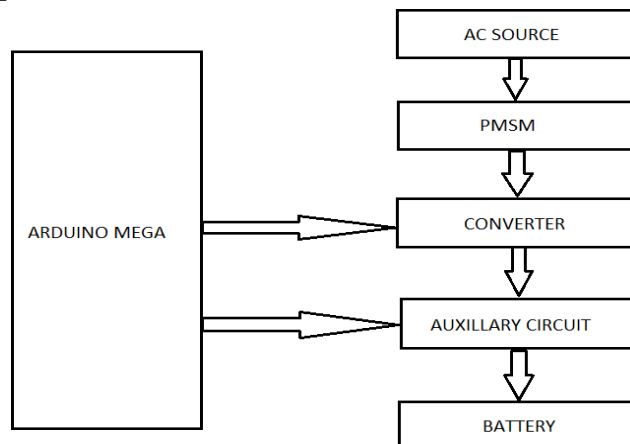 AC SOURCE
PMSM
ARDUINO MEGA
CONVERTER
AUXILLARY CIRCUIT
BATTERY